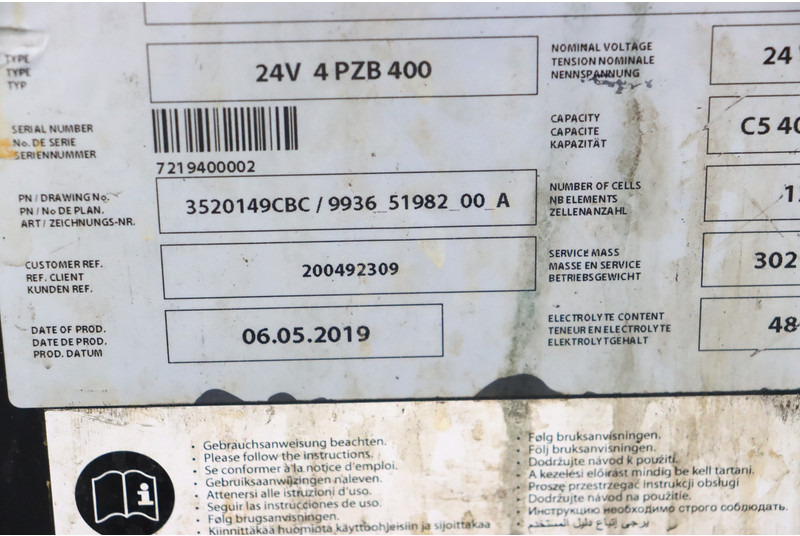 TYPE
TYPE
TYP
24V 4 PZB 400
NOMINAL VOLTAGE
TENSION NOMINALE
NENNSPANNUNG
24
SERIAL NUMBER
No. DE SERIE
SERIENNUMMER
7219400002
CAPACITY
CAPACITE
KAPAZITÄT
C5 40
PN / DRAWING No.
PN / No DE PLAN.
ART / ZEICHNUNGS-NR.
3520149CBC / 9936_51982_00_A
NUMBER OF CELLS
NB ELEMENTS
ZELLENANZAHL
CUSTOMER REF.
REF. CLIENT
KUNDEN REF.
200492309
SERVICE MASS
MASSE EN SERVICE
BETRIEBSGEWICHT
302
DATE OF PROD.
DATE DE PROD.
PROD. DATUM
06.05.2019
ELECTROLYTE CONTENT
TENEUR EN ELECTROLYTE
ELEKTROLYTGEHALT
48
• Gebrauchsanweisung beachten.
• Please follow the instructions.
• Se conformer à la notice d'emploi.
• Gebruiksaanwijzingen naleven.
• Attenersi alle istruzioni d'uso.
• Seguir las instrucciones de uso.
• Følg brugsanvisningen.
• Kiinnittäkää huomiota käyttöohjeisiin ja sijoittakaa
• Følg bruksanvisningen.
• Följ bruksanvisningen.
• Dodržujte návod k použití.
• A kezelesi előírást mindig be kell tartani.
• Proszę przestrzegać instrukcji obsługi
• Dodržujte návod na použitie.
• Инструкцию необходимо строго соблюдать.
• يرجى إتباع دليل المستخدم